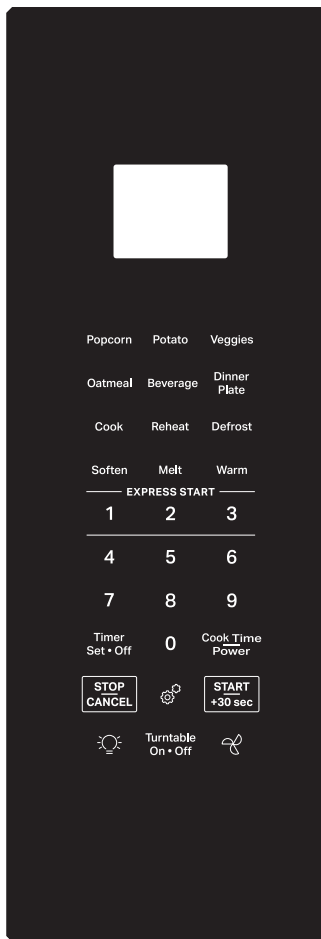 Popcorn Potato Veggies
Oatmeal Beverage Dinner
Plate
Cook Reheat Defrost
Soften Melt Warm
EXPRESS START
1 2 3
4 5 6
7 8 9
Timer
Set • Off
0
Cook Time
Power
STOP
CANCEL
START
+30 sec
Turntable
On • Off